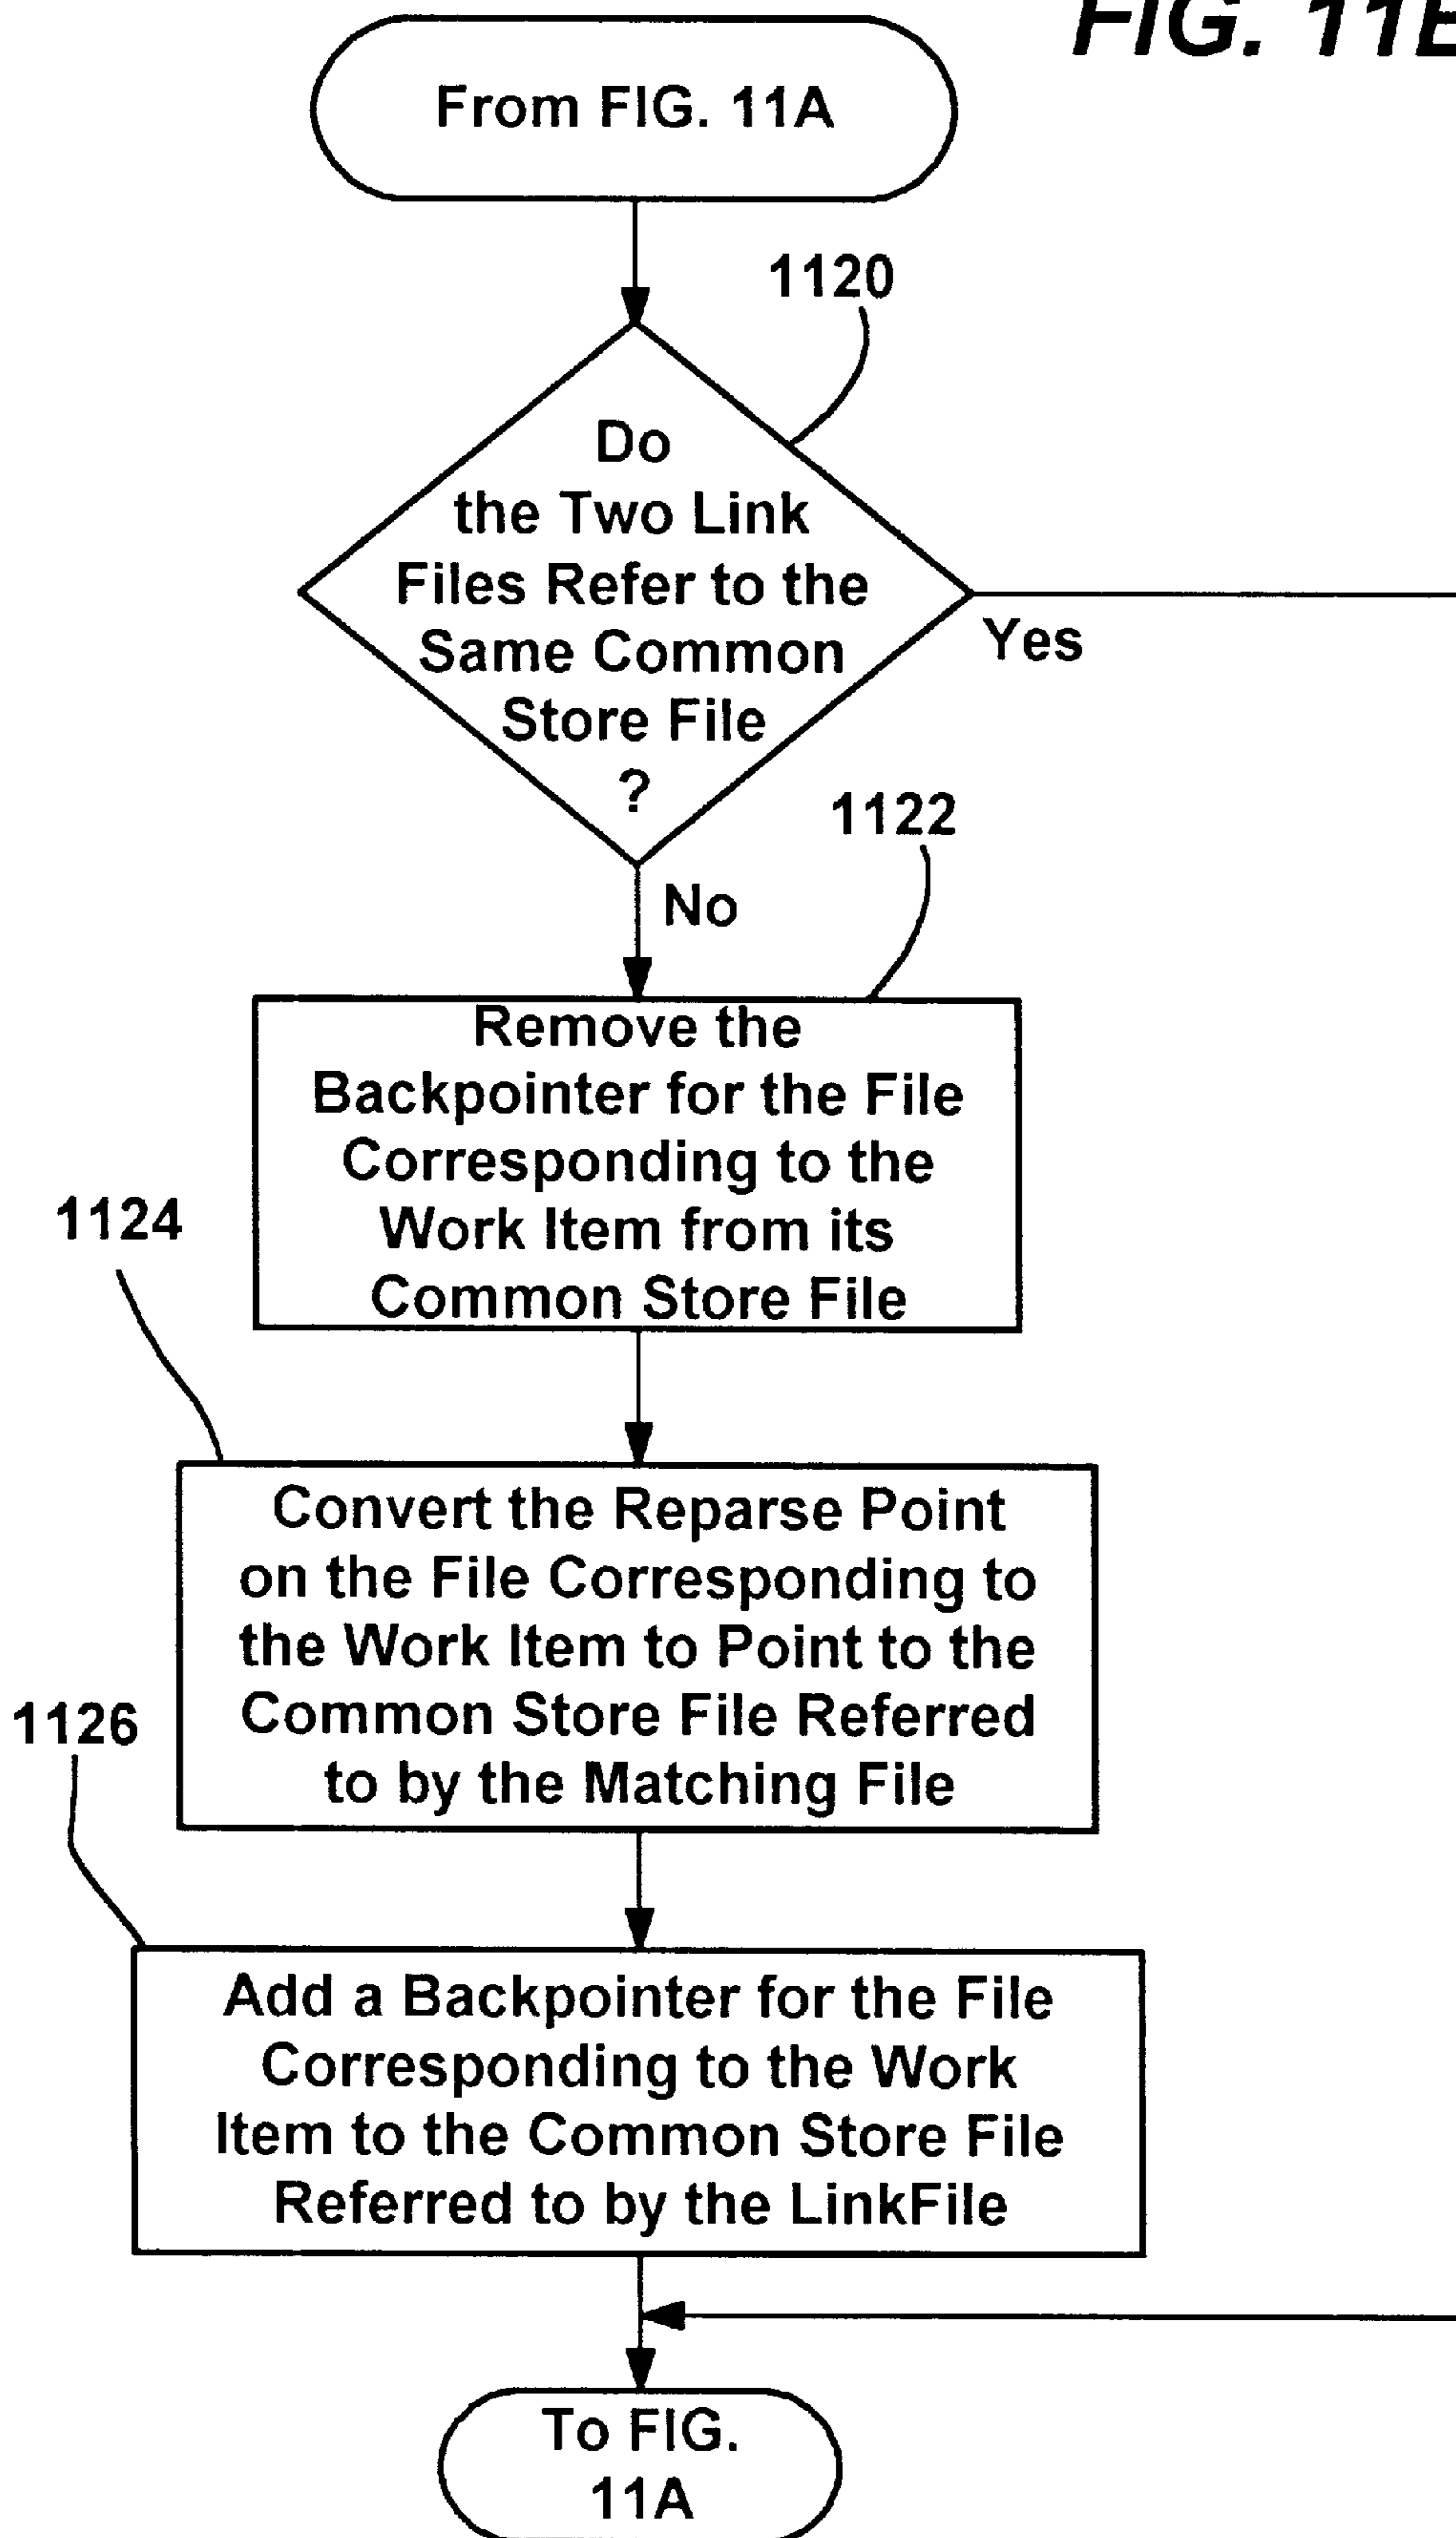 FIG. 11B
From FIG. 11A
1120
Do
the Two Link
Files Refer to the
Same Common
Store File
?
Yes
No
1122
Remove the
Backpointer for the File
Corresponding to the
Work Item from its
Common Store File
1124
Convert the Reparse Point
on the File Corresponding to
the Work Item to Point to the
Common Store File Referred
to by the Matching File
1126
Add a Backpointer for the File
Corresponding to the Work
Item to the Common Store File
Referred to by the LinkFile
To FIG.
11A